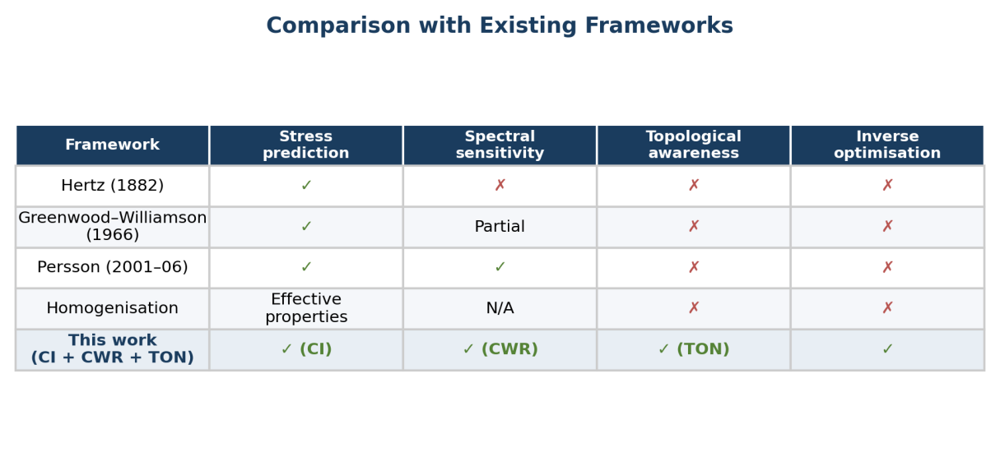 Comparison with Existing Frameworks
Framework
Stress
prediction
Spectral
sensitivity
Topological
awareness
Inverse
optimisation
Hertz (1882)
✓
✗
✗
✗
Greenwood–Williamson
(1966)
✓
Partial
✗
✗
Persson (2001–06)
✓
✓
✗
✗
Homogenisation
Effective
properties
N/A
✗
✗
This work
(CI + CWR + TON)
✓ (CI)
✓ (CWR)
✓ (TON)
✓